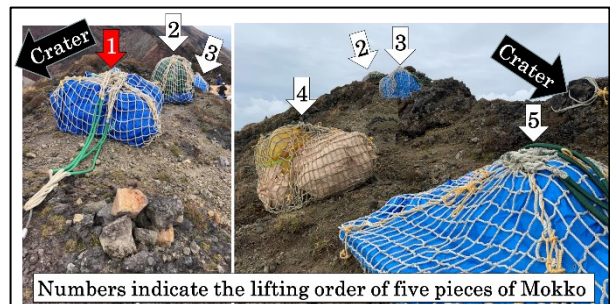 Crater
1
2
3
2
3
4
Crater
5
Numbers indicate the lifting order of five pieces of Mokko